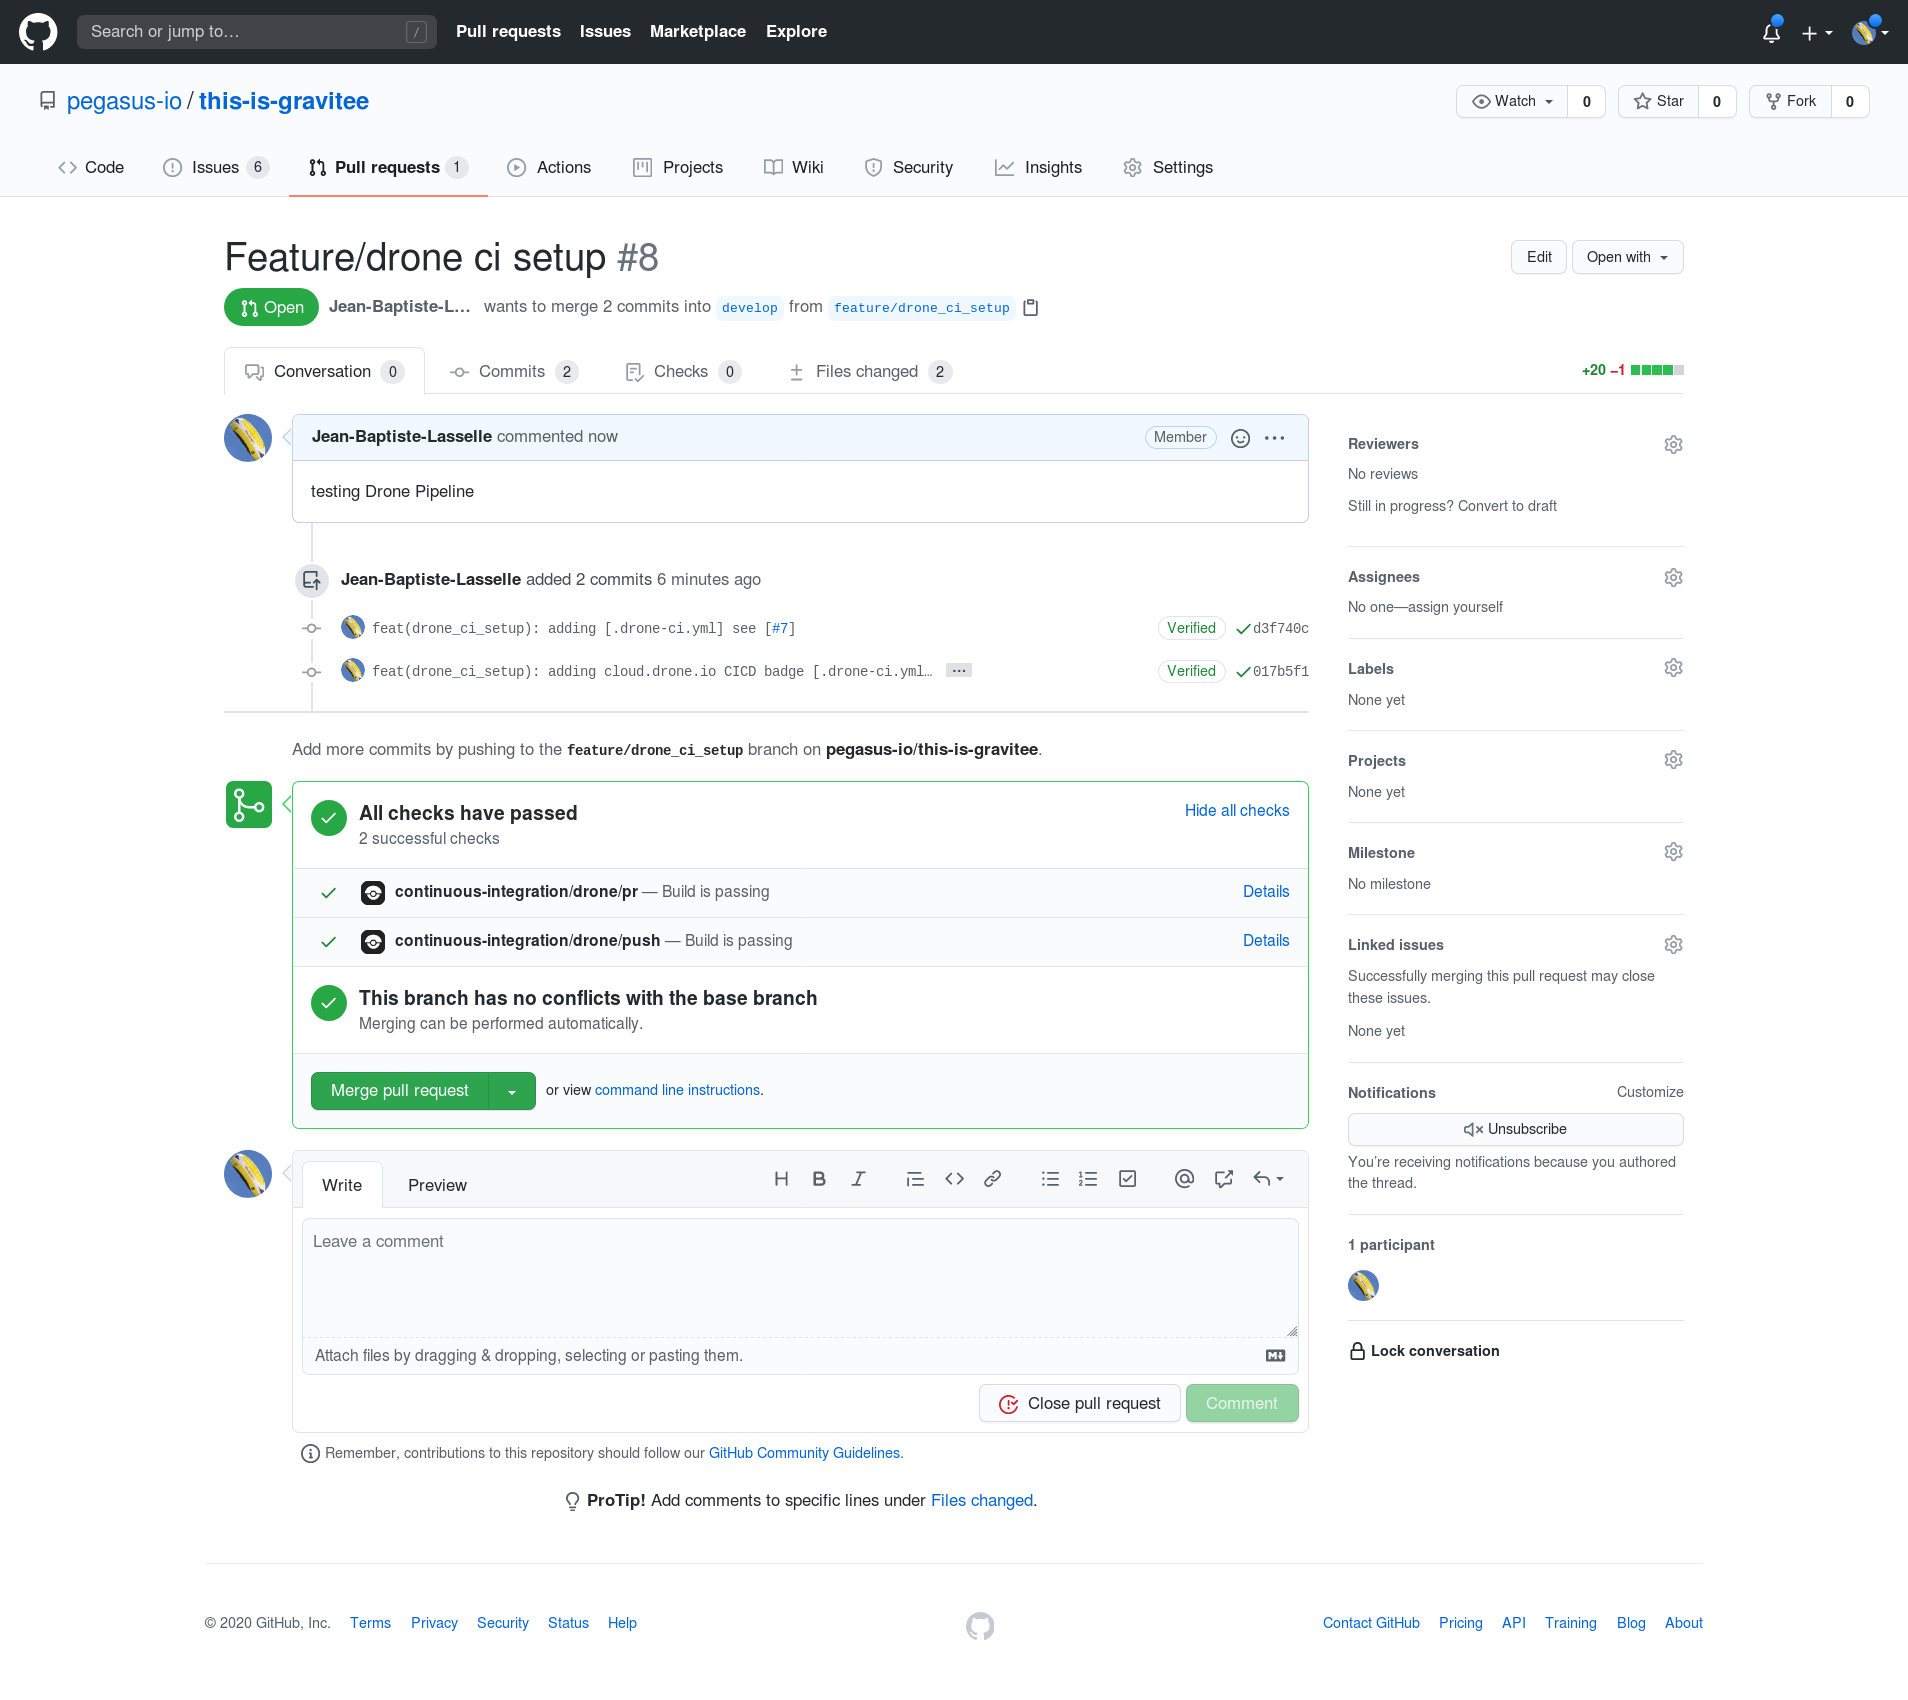 Search or jump to… /
Pull requests Issues Marketplace Explore
pegasus-io / this-is-gravitee
Watch 0 Star 0 Fork 0
Code Issues 6 Pull requests 1 Actions Projects Wiki Security Insights Settings
Feature/drone ci setup #8
Edit Open with
Open Jean-Baptiste-L… wants to merge 2 commits into develop from feature/drone_ci_setup
Conversation 0 Commits 2 Checks 0 Files changed 2
+20 −1
Jean-Baptiste-Lasselle commented now
Member
testing Drone Pipeline
Jean-Baptiste-Lasselle added 2 commits 6 minutes ago
feat(drone_ci_setup): adding [.drone-ci.yml] see [#7] Verified d3f740c
feat(drone_ci_setup): adding cloud.drone.io CICD badge [.drone-ci.yml… … Verified 017b5f1
Add more commits by pushing to the feature/drone_ci_setup branch on pegasus-io/this-is-gravitee.
All checks have passed
Hide all checks
2 successful checks
continuous-integration/drone/pr — Build is passing Details
continuous-integration/drone/push — Build is passing Details
This branch has no conflicts with the base branch
Merging can be performed automatically.
Merge pull request or view command line instructions.
Write Preview
Leave a comment
Attach files by dragging & dropping, selecting or pasting them.
Close pull request Comment
Remember, contributions to this repository should follow our GitHub Community Guidelines.
ProTip! Add comments to specific lines under Files changed.
Reviewers
No reviews
Still in progress? Convert to draft
Assignees
No one—assign yourself
Labels
None yet
Projects
None yet
Milestone
No milestone
Linked issues
Successfully merging this pull request may close
these issues.
None yet
Notifications Customize
Unsubscribe
You're receiving notifications because you authored
the thread.
1 participant
Lock conversation
© 2020 GitHub, Inc. Terms Privacy Security Status Help
Contact GitHub Pricing API Training Blog About